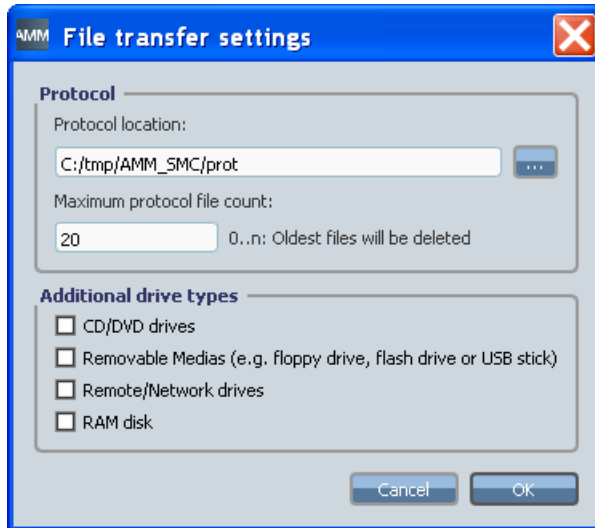 AMM File transfer settings
Protocol
Protocol location:
C:/tmp/AMM_SMC/prot
...
Maximum protocol file count:
20 0..n: Oldest files will be deleted
Additional drive types
CD/DVD drives
Removable Medias (e.g. floppy drive, flash drive or USB stick)
Remote/Network drives
RAM disk
Cancel OK